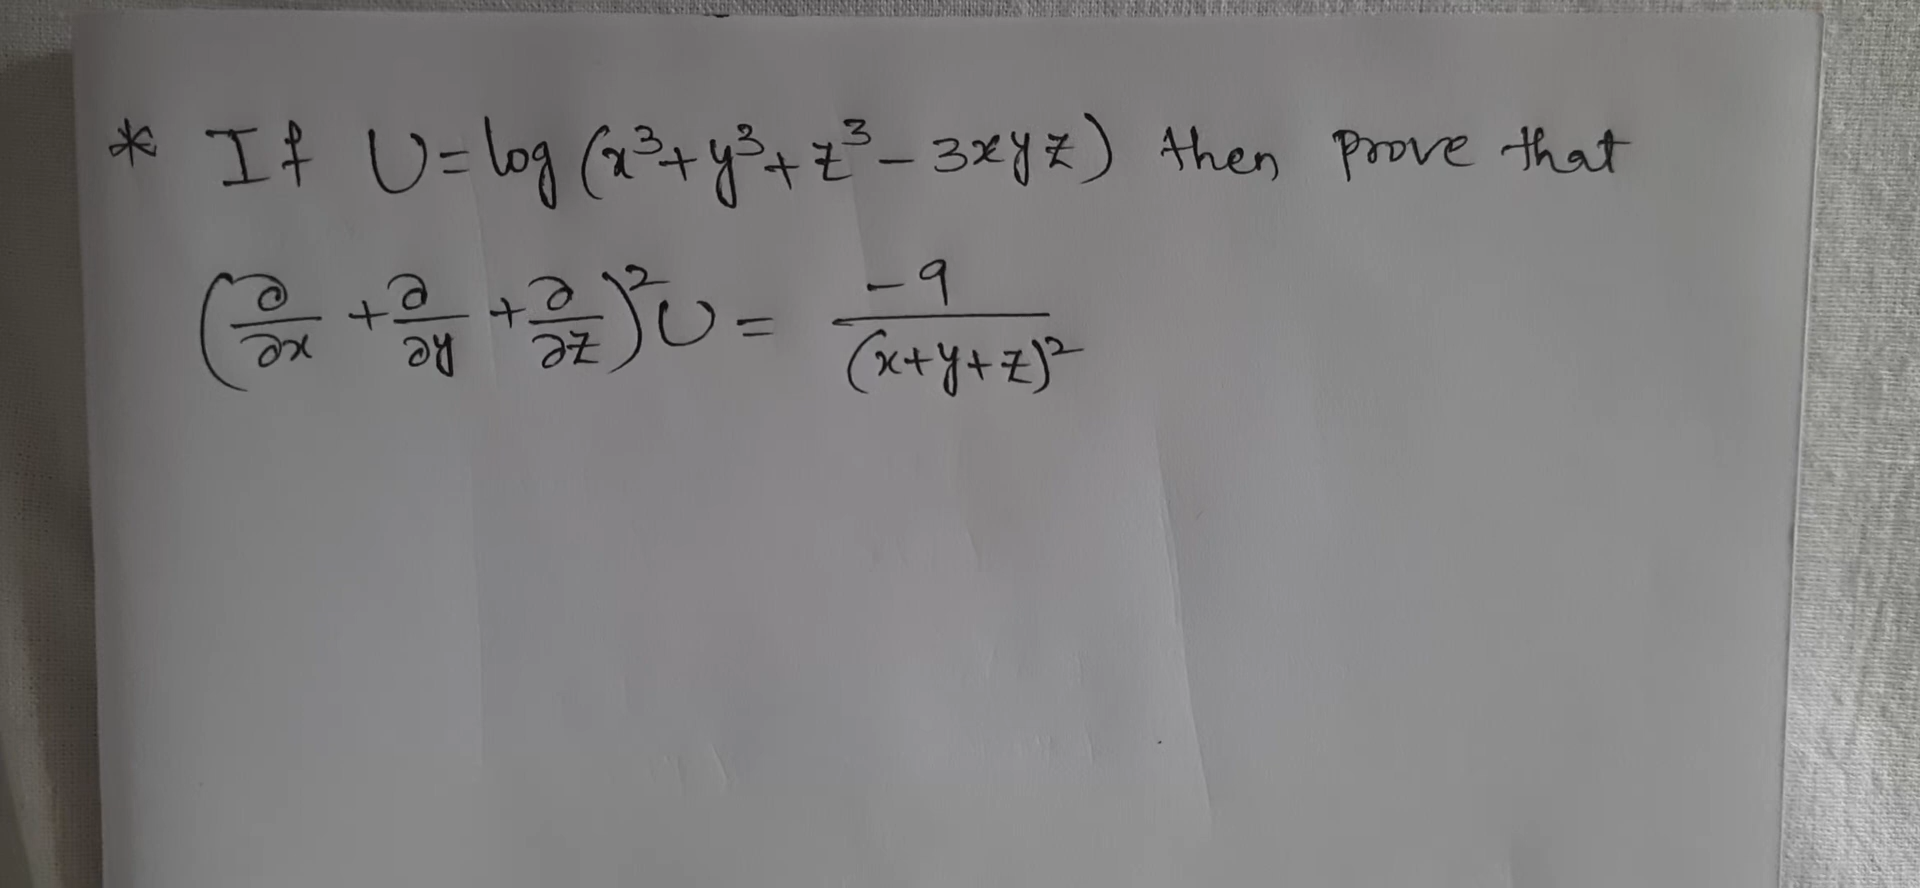 * If U = log (x³ + y³ + z³ - 3xyz) then prove that
(∂/∂x + ∂/∂y + ∂/∂z)² U = -9/(x+y+z)²